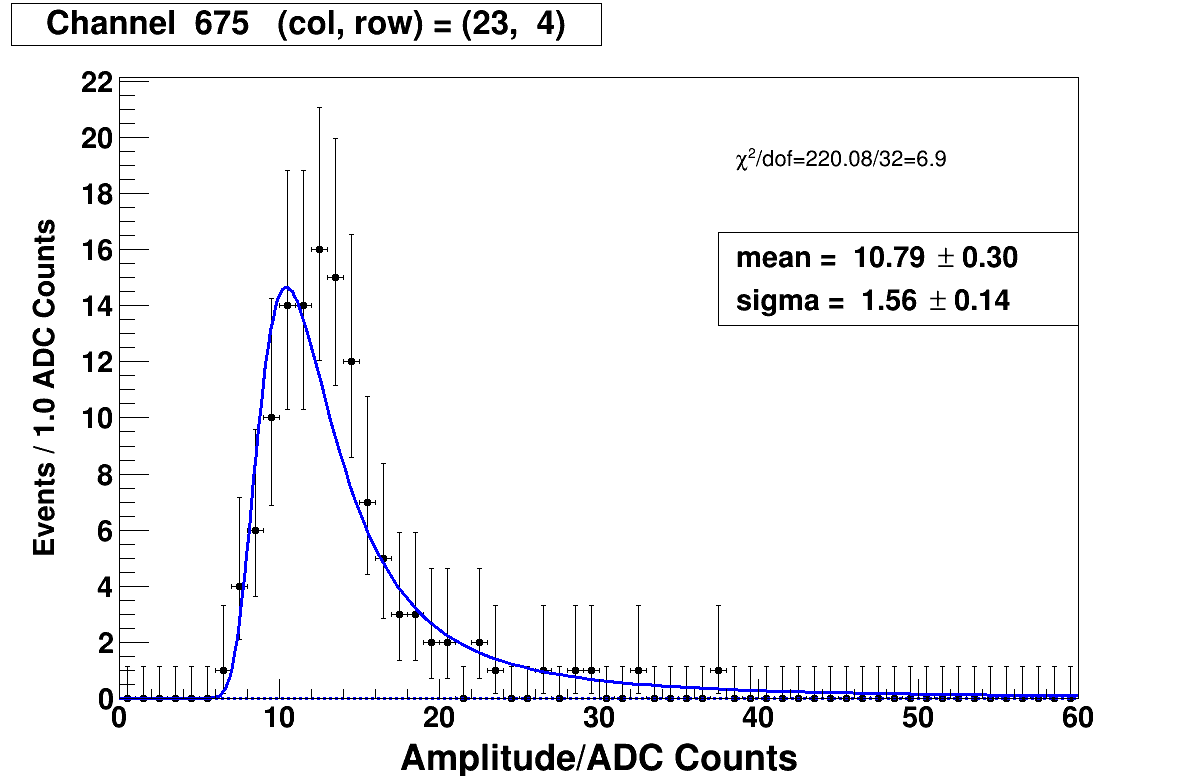 Channel 675 (col, row) = (23, 4)
22
20
18
16
14
12
10
8
6
4
2
0
Events / 1.0 ADC Counts
χ²/dof=220.08/32=6.9
mean = 10.79 ± 0.30
sigma = 1.56 ± 0.14
0 10 20 30 40 50 60
Amplitude/ADC Counts